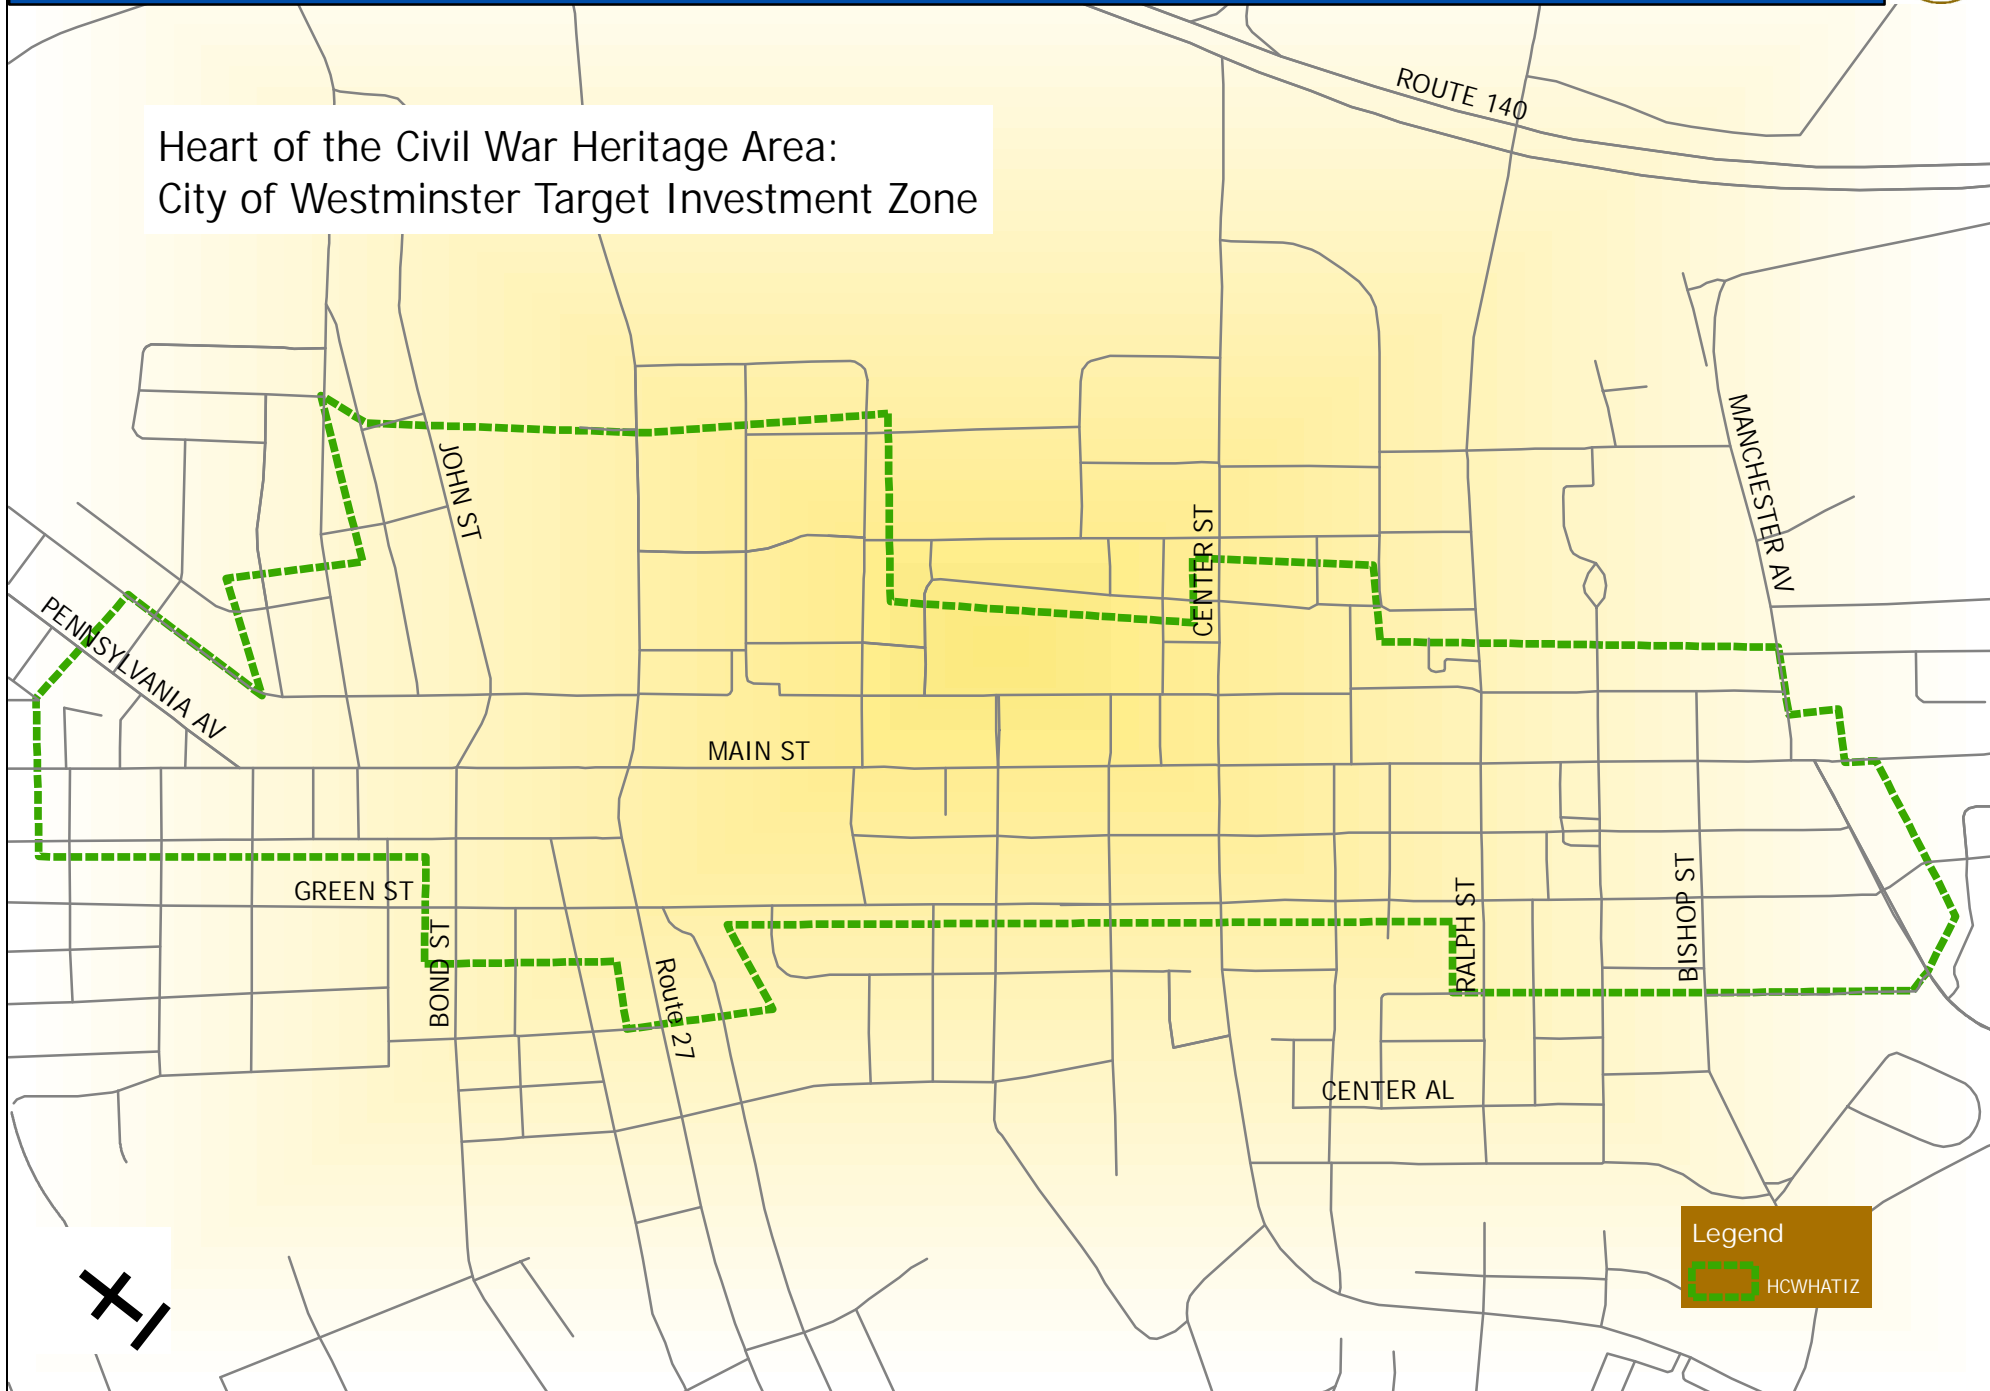 ROUTE 140
Heart of the Civil War Heritage Area:
City of Westminster Target Investment Zone
JOHN ST
MANCHESTER AV
CENTER ST
PENNSYLVANIA AV
MAIN ST
GREEN ST
BOND ST
Route 27
RALPH ST
BISHOP ST
CENTER AL
Legend
HCWHATIZ